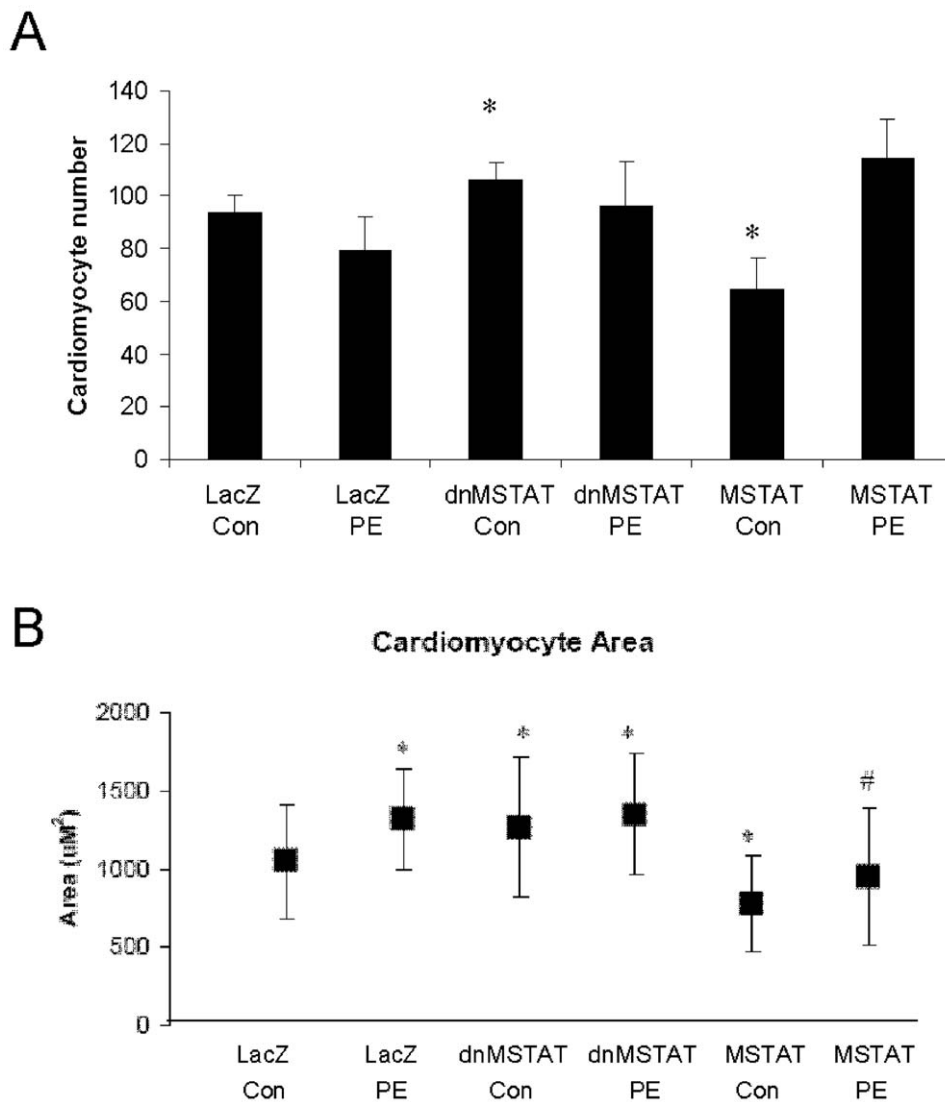 A
140
120
100
80
60
40
20
0
Cardiomyocyte number
*
*
LacZ LacZ dnMSTAT dnMSTAT MSTAT MSTAT
Con PE Con PE Con PE
B
Cardiomyocyte Area
2000
1500
1000
500
0
Area (uM²)
* * * * #
LacZ LacZ dnMSTAT dnMSTAT MSTAT MSTAT
Con PE Con PE Con PE